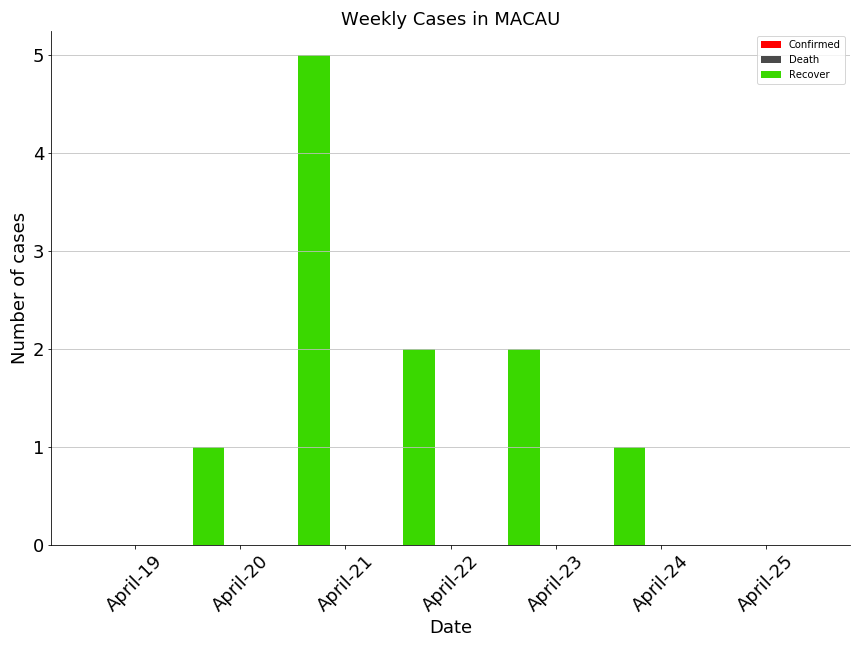 Weekly Cases in MACAU
Confirmed
Death
Recover
Number of cases
5
4
3
2
1
0
April-19
April-20
April-21
April-22
April-23
April-24
April-25
Date